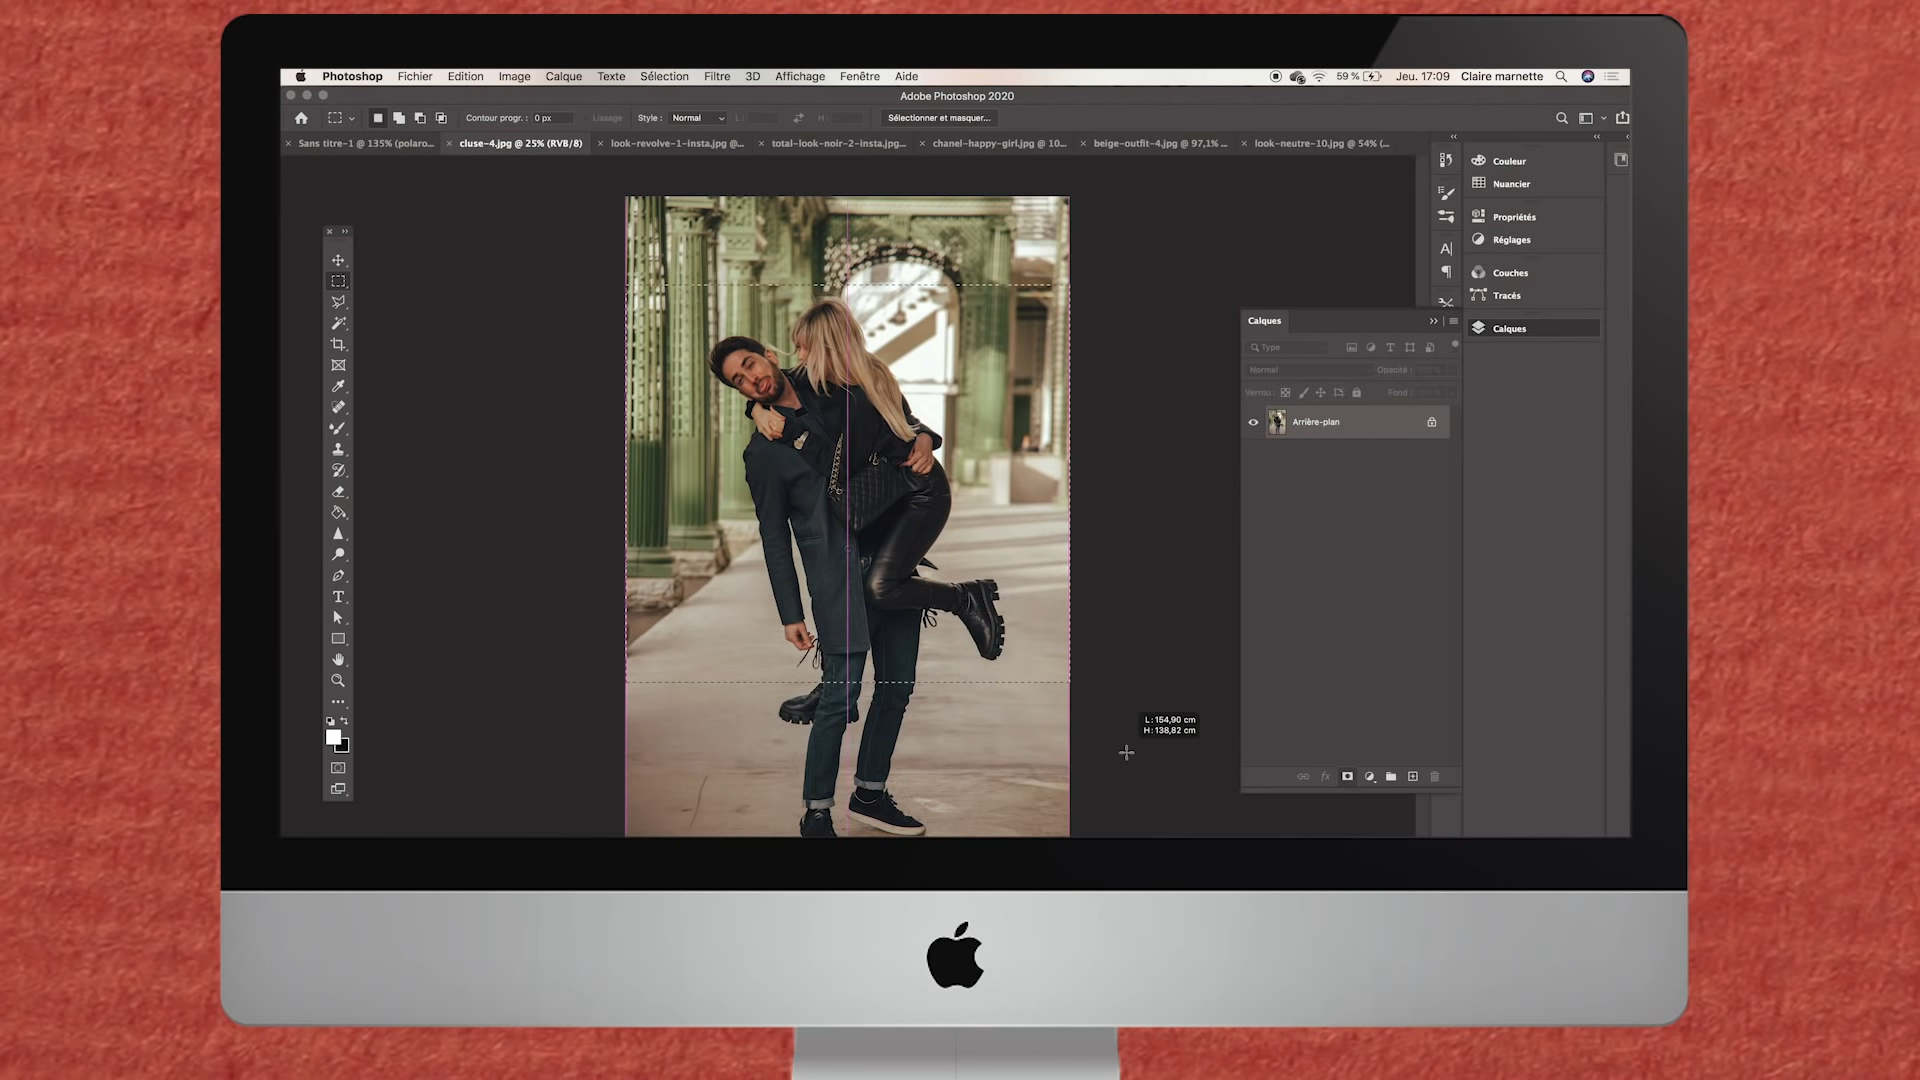 Photoshop Fichier Edition Image Calque Texte Sélection Filtre 3D Affichage Fenêtre Aide 59 % Jeu. 17:09 Claire marnette
Adobe Photoshop 2020
Contour progr. : 0 px Lissage Style : Normal L: H: Sélectionner et masquer...
× Sans titre-1 @ 135% (polaro... × cluse-4.jpg @ 25% (RVB/8) × look-revolve-1-insta.jpg @... × total-look-noir-2-insta.jpg... × chanel-happy-girl.jpg @ 10... × beige-outfit-4.jpg @ 97,1% ... × look-neutre-10.jpg @ 54% (...
Couleur
Nuancier
Propriétés
Réglages
Couches
Tracés
Calques
Calques
Type
Normal Opacité :
Verrou : Fond :
Arrière-plan
L : 154,90 cm
H : 138,82 cm
fx